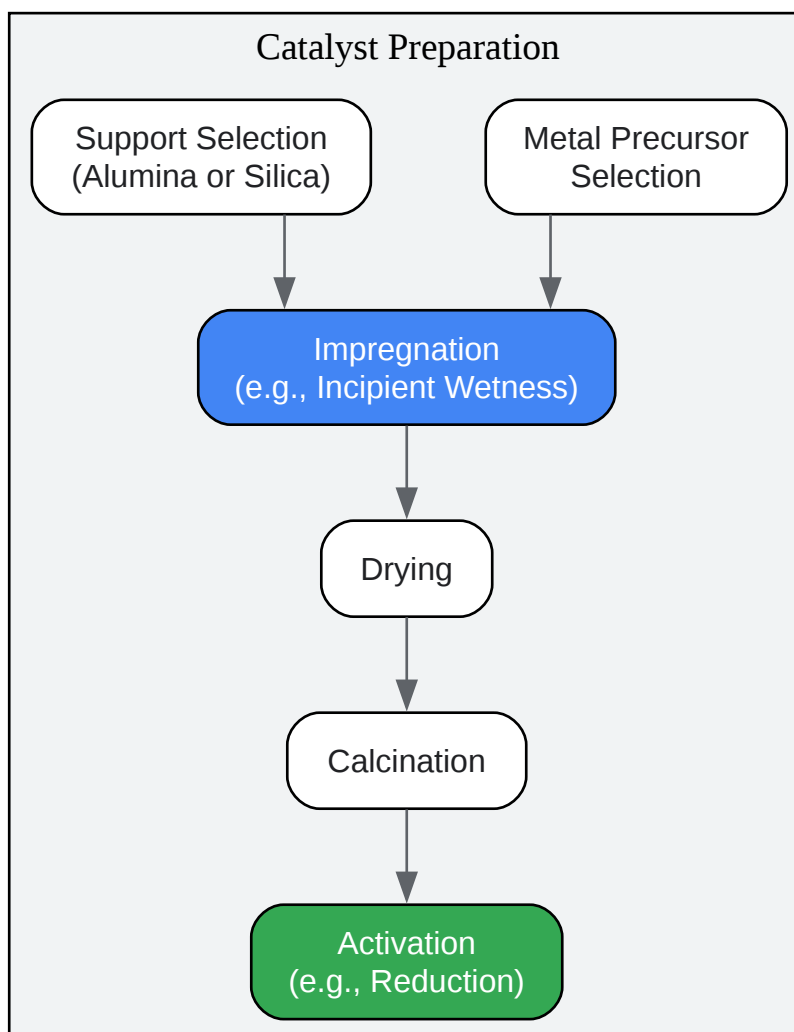 Catalyst Preparation
Support Selection
(Alumina or Silica)
Metal Precursor
Selection
Impregnation
(e.g., Incipient Wetness)
Drying
Calcination
Activation
(e.g., Reduction)